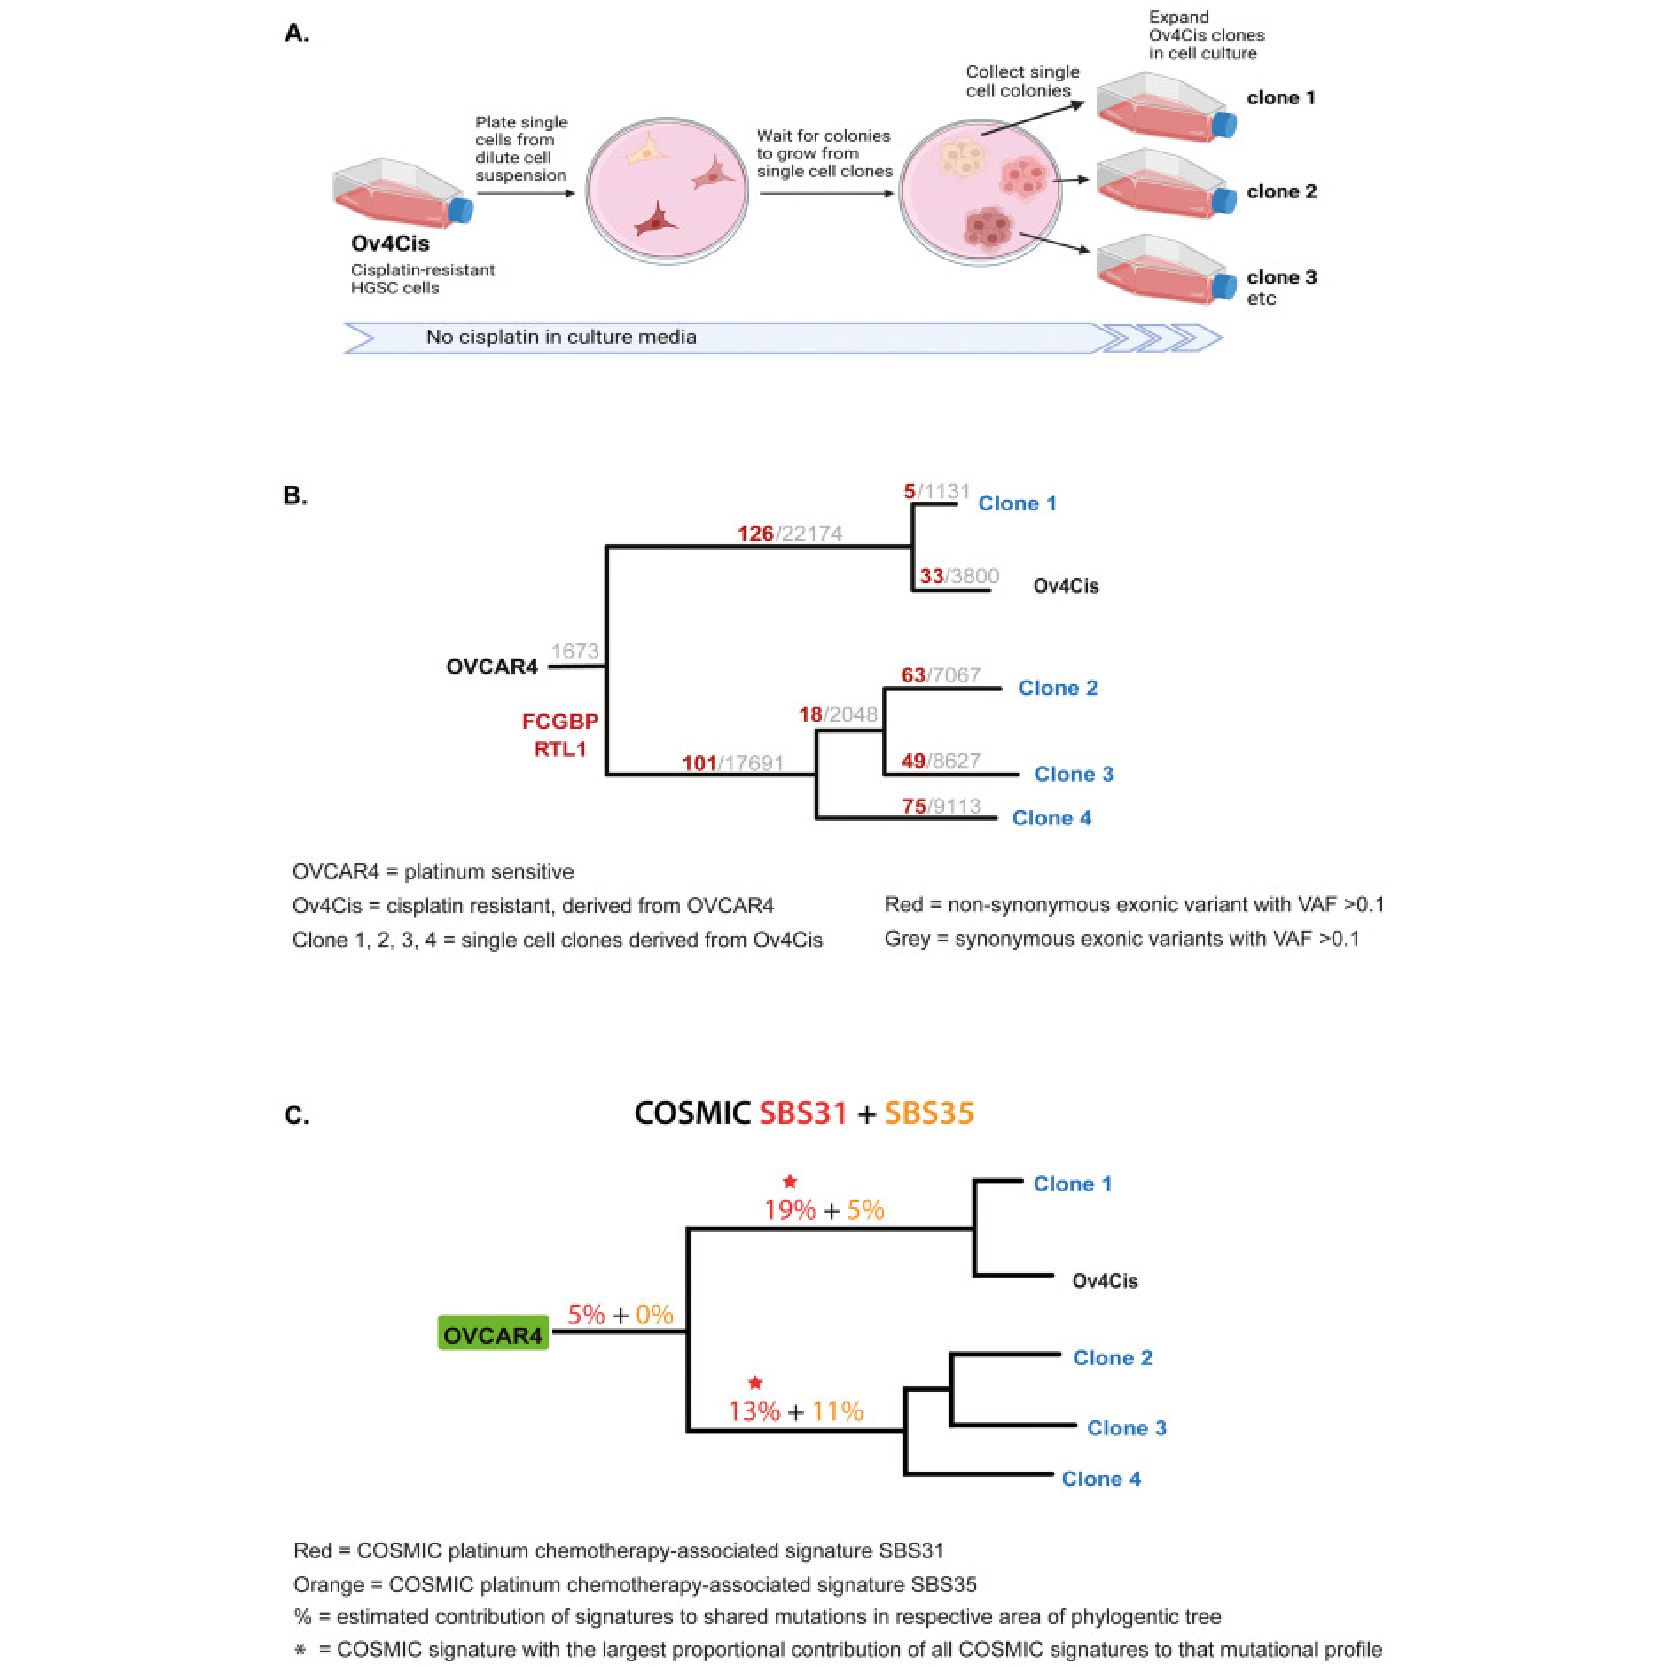 A.
Expand
Ov4Cis clones
in cell culture
Collect single
cell colonies
clone 1
Plate single
cells from
dilute cell
suspension
Wait for colonies
to grow from
single cell clones
clone 2
Ov4Cis
Cisplatin-resistant
HGSC cells
clone 3
etc
No cisplatin in culture media
B.
5/1131
Clone 1
126/22174
33/3800
Ov4Cis
1673
OVCAR4
63/7067
Clone 2
FCGBP
RTL1
18/2048
101/17691
49/8627
Clone 3
75/9113
Clone 4
OVCAR4 = platinum sensitive
Ov4Cis = cisplatin resistant, derived from OVCAR4
Clone 1, 2, 3, 4 = single cell clones derived from Ov4Cis
Red = non-synonymous exonic variant with VAF >0.1
Grey = synonymous exonic variants with VAF >0.1
C.
COSMIC SBS31 + SBS35
19% + 5%
Clone 1
Ov4Cis
5% + 0%
OVCAR4
Clone 2
13% + 11%
Clone 3
Clone 4
Red = COSMIC platinum chemotherapy-associated signature SBS31
Orange = COSMIC platinum chemotherapy-associated signature SBS35
% = estimated contribution of signatures to shared mutations in respective area of phylogentic tree
* = COSMIC signature with the largest proportional contribution of all COSMIC signatures to that mutational profile